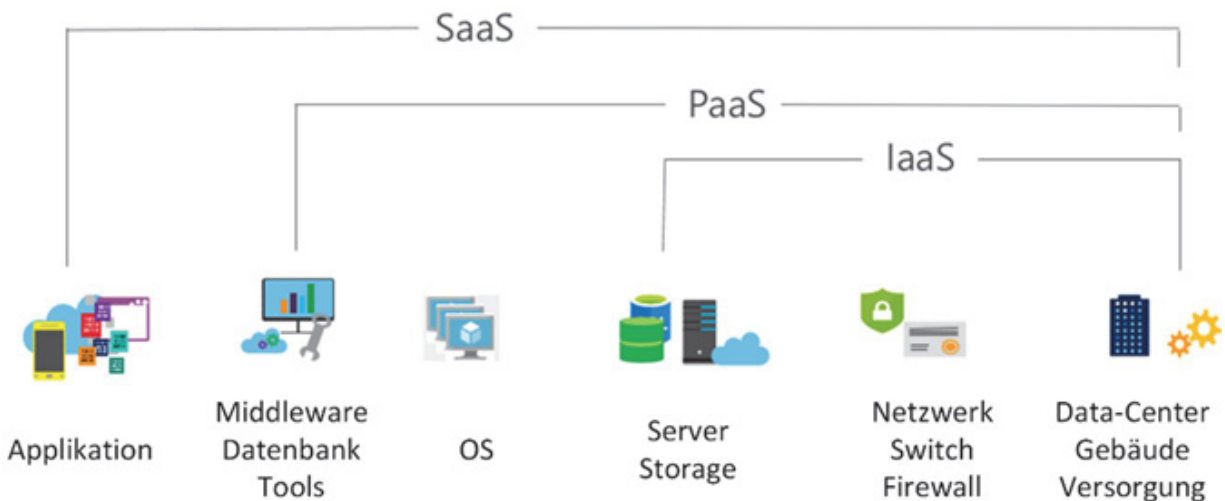 SaaS
PaaS
IaaS
Applikation
Middleware
Datenbank
Tools
OS
Server
Storage
Netzwerk
Switch
Firewall
Data-Center
Gebäude
Versorgung